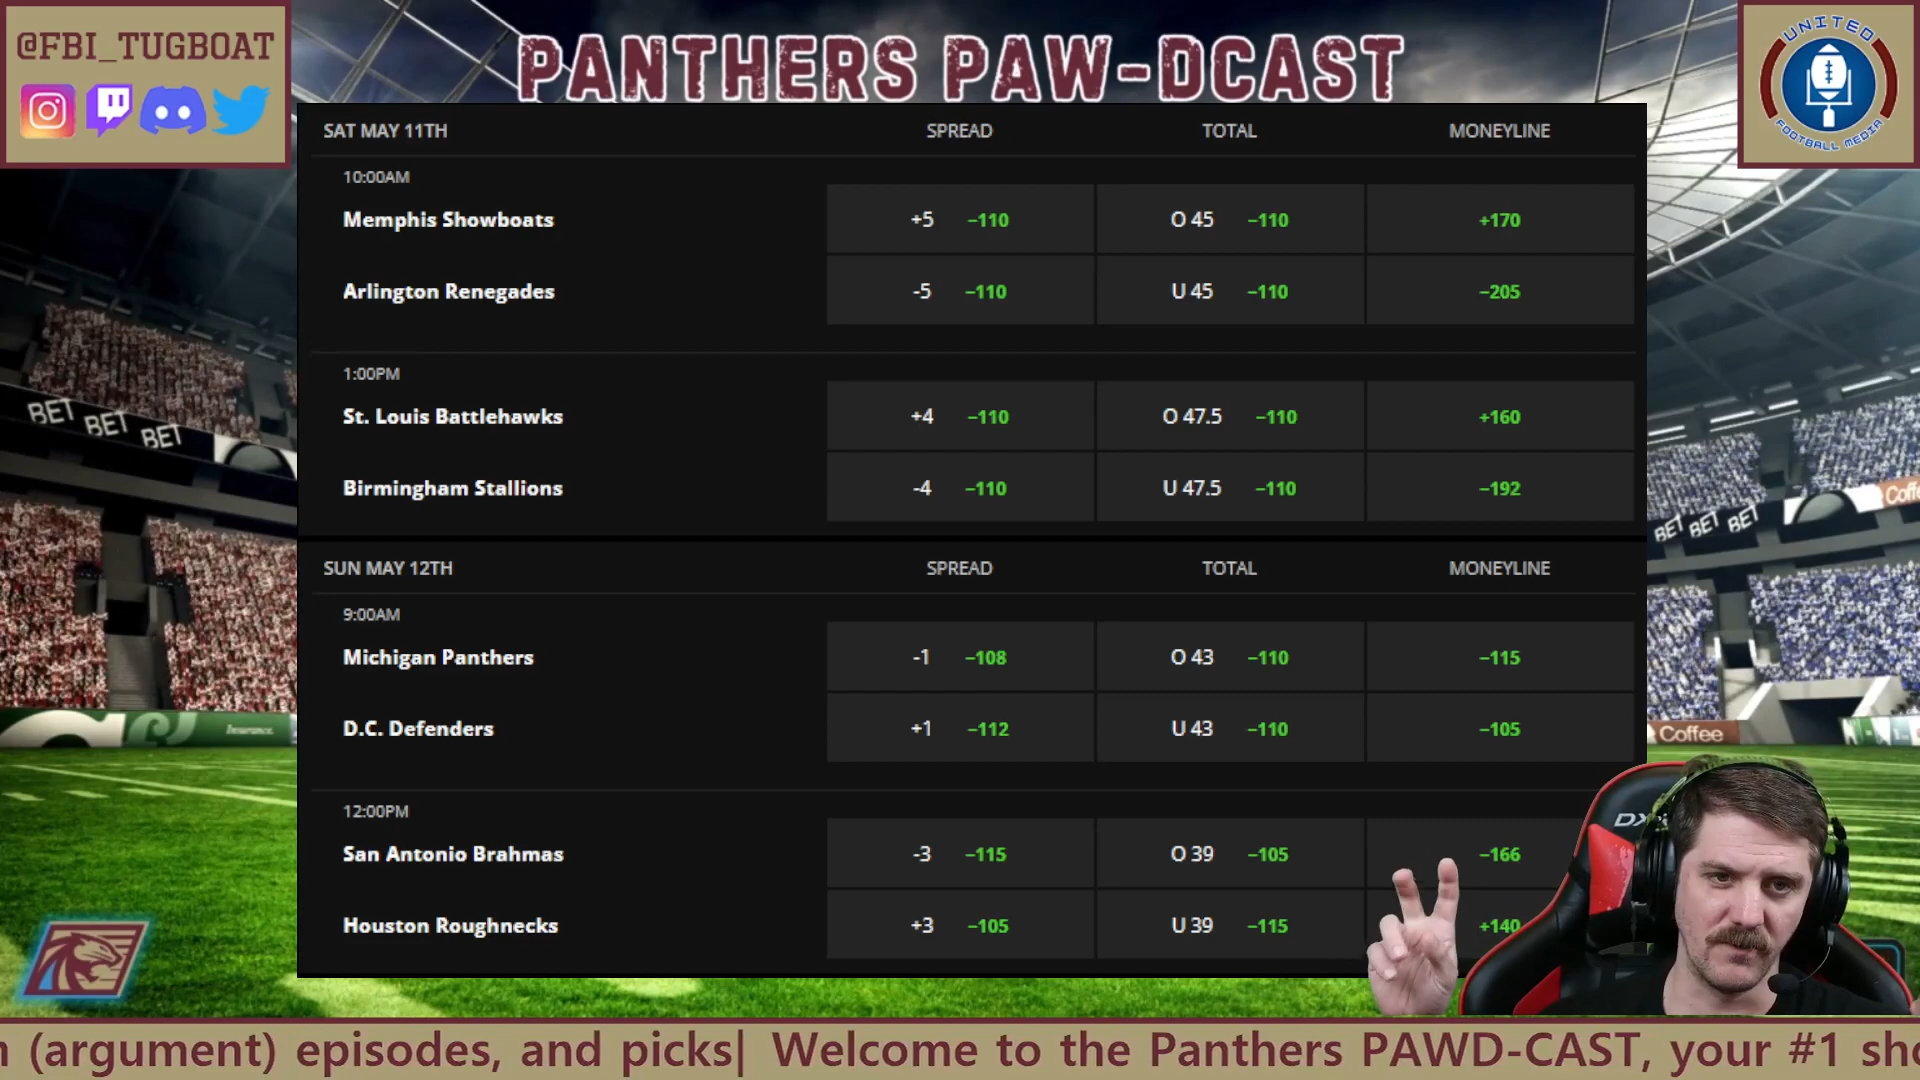 @FBI_TUGBOAT
PANTHERS PAW-DCAST
UNITED
FOOTBALL MEDIA
SAT MAY 11TH SPREAD TOTAL MONEYLINE
10:00AM
Memphis Showboats +5 −110 O 45 −110 +170
Arlington Renegades -5 −110 U 45 −110 −205
1:00PM
St. Louis Battlehawks +4 −110 O 47.5 −110 +160
Birmingham Stallions -4 −110 U 47.5 −110 −192
SUN MAY 12TH SPREAD TOTAL MONEYLINE
9:00AM
Michigan Panthers -1 −108 O 43 −110 −115
D.C. Defenders +1 −112 U 43 −110 −105
12:00PM
San Antonio Brahmas -3 −115 O 39 −105 −166
Houston Roughnecks +3 −105 U 39 −115 +140
BET BET BET
BET BET BET
Insurance.
Coffee
(argument) episodes, and picks| Welcome to the Panthers PAWD-CAST, your #1